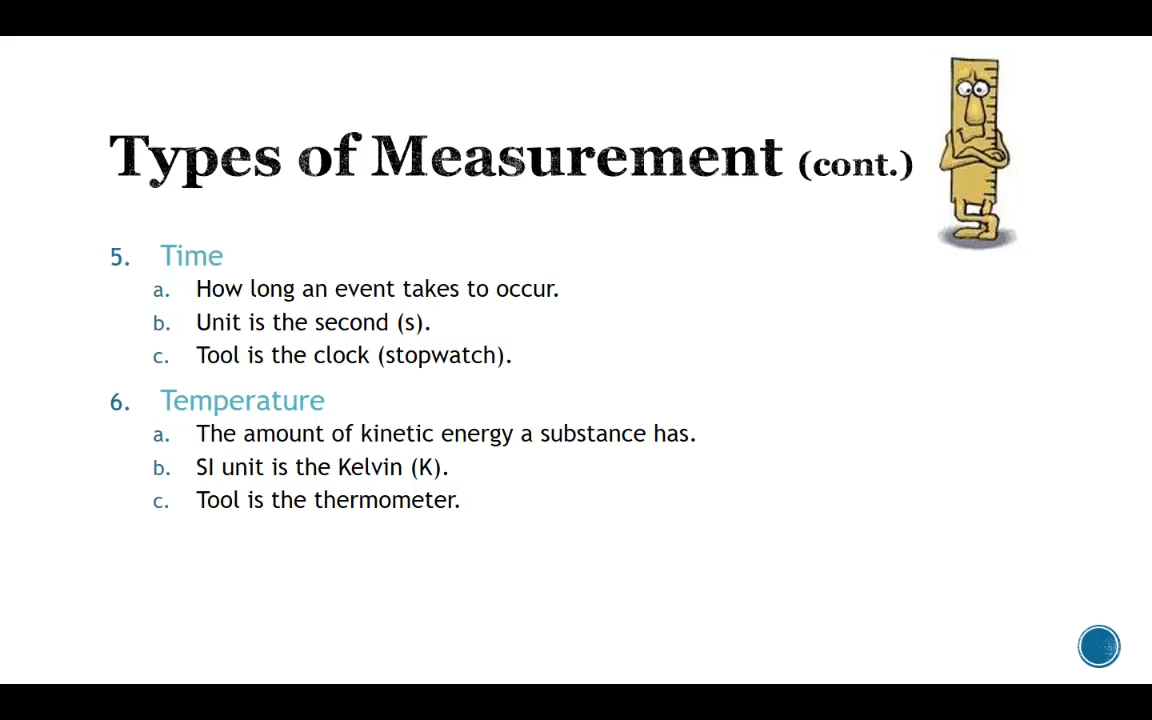 Types of Measurement (cont.)
5. Time
a. How long an event takes to occur.
b. Unit is the second (s).
c. Tool is the clock (stopwatch).
6. Temperature
a. The amount of kinetic energy a substance has.
b. SI unit is the Kelvin (K).
c. Tool is the thermometer.